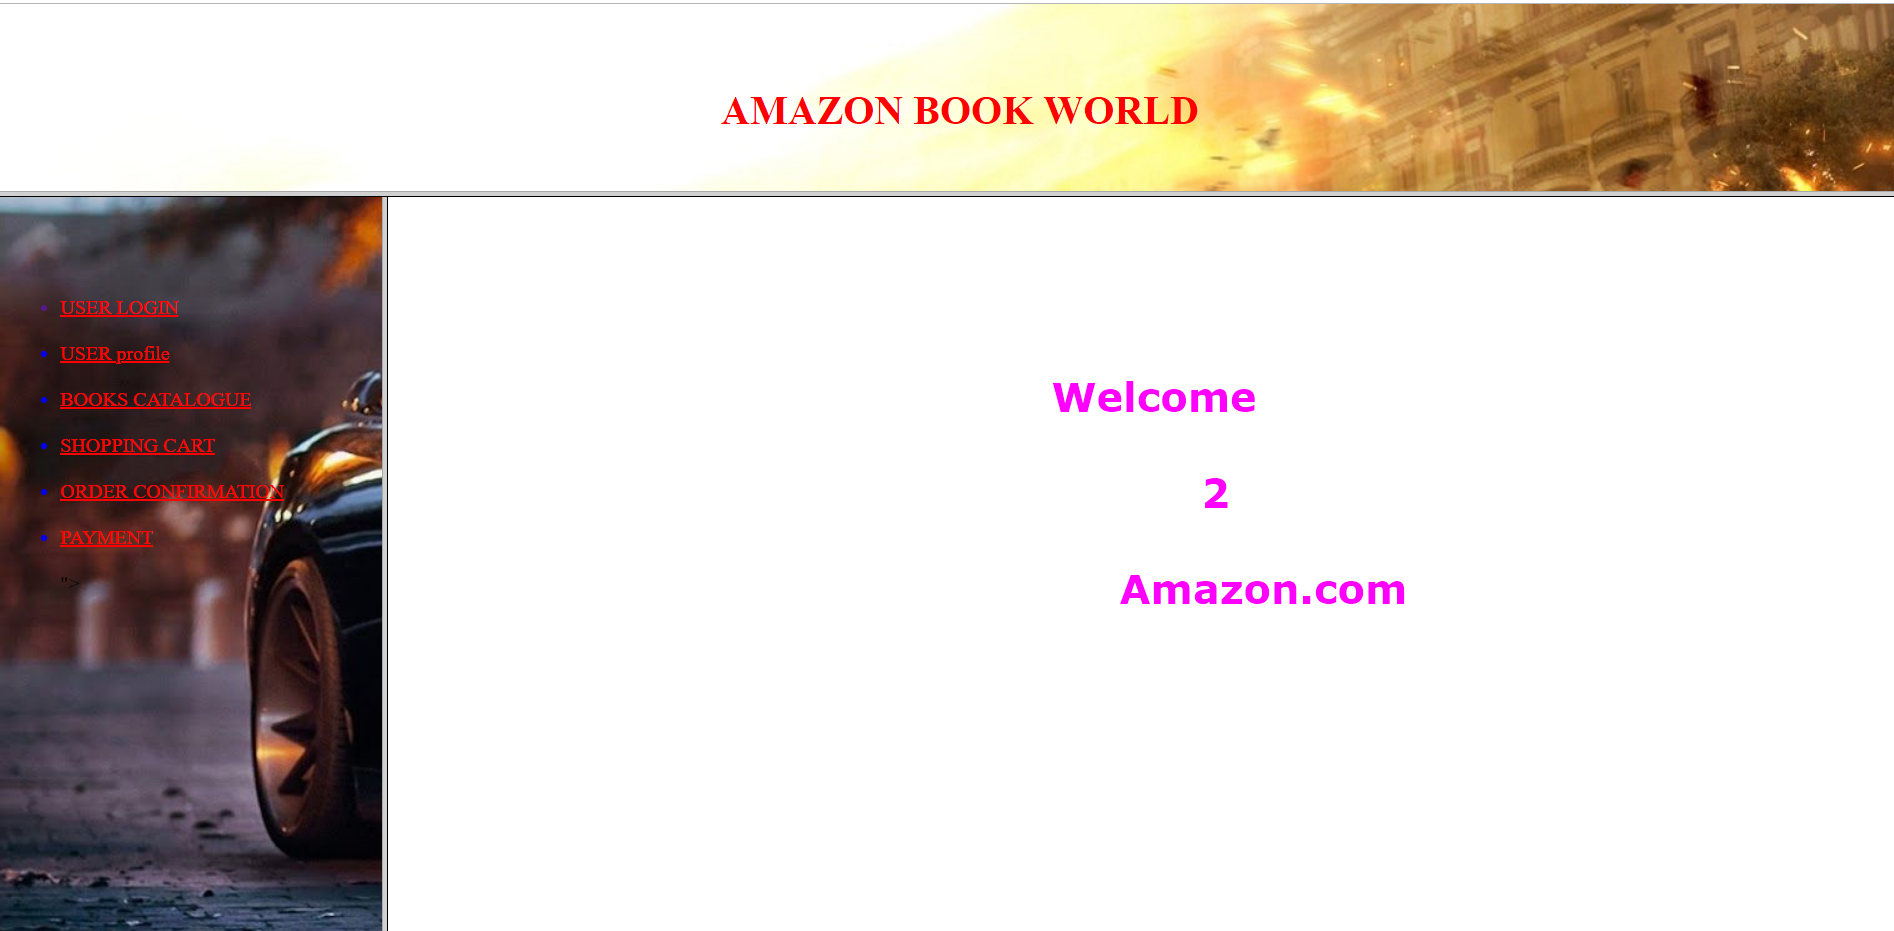 AMAZON BOOK WORLD
USER LOGIN
USER profile
BOOKS CATALOGUE
SHOPPING CART
ORDER CONFIRMATION
PAYMENT
">
Welcome
2
Amazon.com